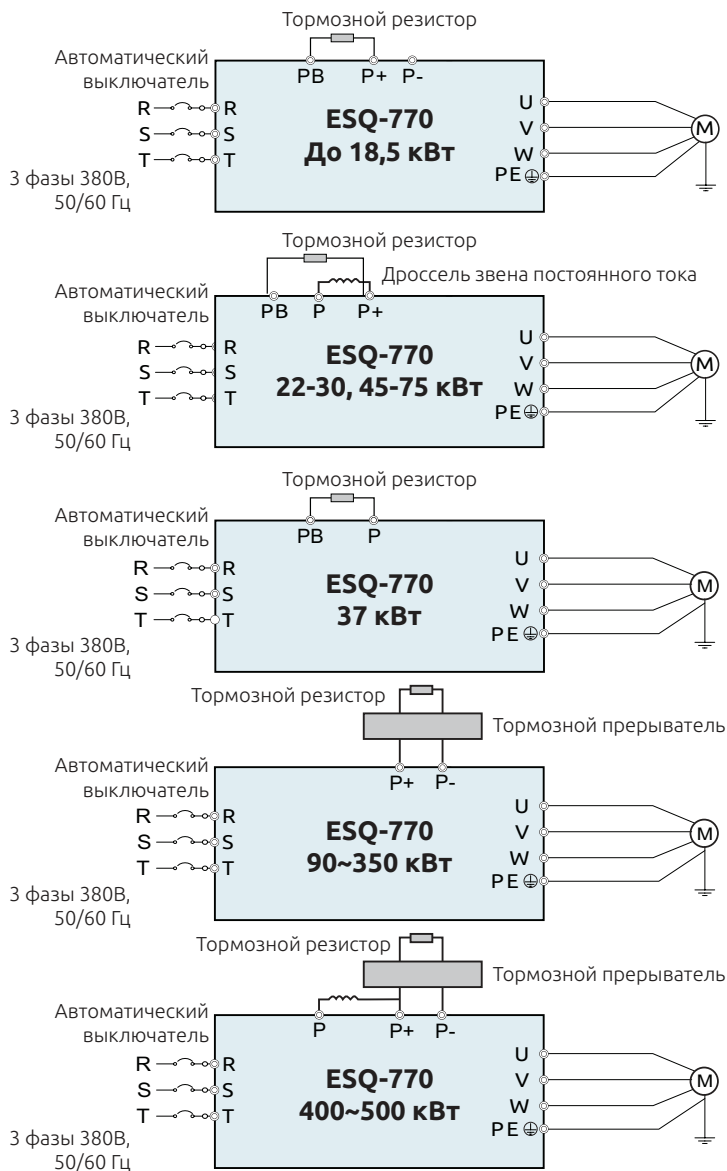 Тормозной резистор
Автоматический
выключатель
PB P+ P-
R R
S S
T T
ESQ-770
До 18,5 кВт
U
V
W
PE
M
3 фазы 380В,
50/60 Гц
Тормозной резистор
Дроссель звена постоянного тока
Автоматический
выключатель
PB P P+
R R
S S
T T
ESQ-770
22-30, 45-75 кВт
U
V
W
PE
M
3 фазы 380В,
50/60 Гц
Тормозной резистор
Автоматический
выключатель
PB P
R R
S S
T T
ESQ-770
37 кВт
U
V
W
PE
M
3 фазы 380В,
50/60 Гц
Тормозной резистор
Тормозной прерыватель
Автоматический
выключатель
P+ P-
R R
S S
T T
ESQ-770
90~350 кВт
U
V
W
PE
M
3 фазы 380В,
50/60 Гц
Тормозной резистор
Тормозной прерыватель
Автоматический
выключатель
P P+ P-
R R
S S
T T
ESQ-770
400~500 кВт
U
V
W
PE
M
3 фазы 380В,
50/60 Гц